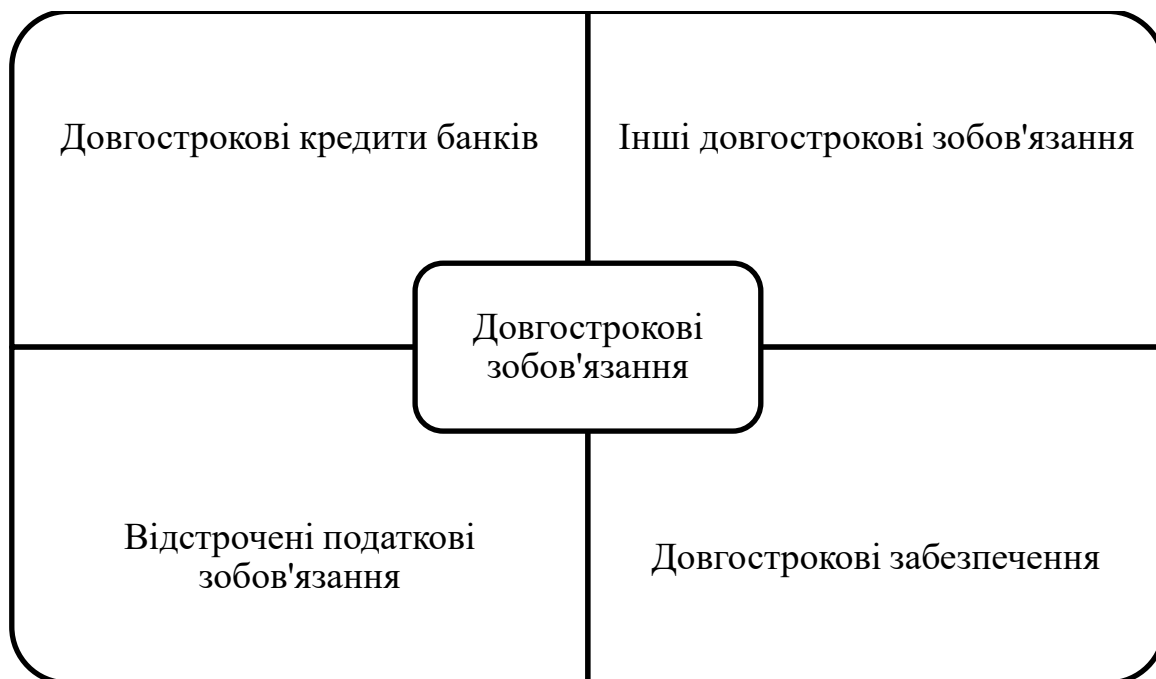 Довгострокові кредити банків
Інші довгострокові зобов'язання
Довгострокові
зобов'язання
Відстрочені податкові
зобов'язання
Довгострокові забезпечення